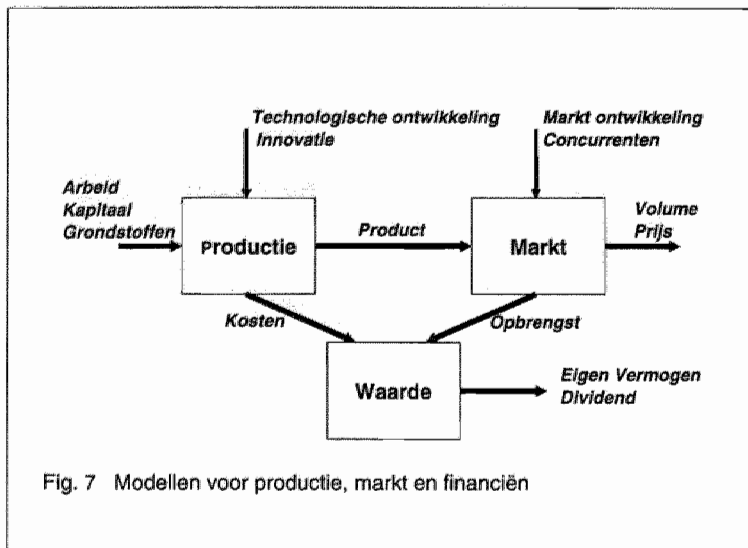 Technologische ontwikkeling
Innovatie
Markt ontwikkeling
Concurrenten
Arbeid
Kapitaal
Grondstoffen
Productie
Product
Markt
Volume
Prijs
Kosten
Opbrengst
Waarde
Eigen Vermogen
Dividend
Fig. 7 Modellen voor productie, markt en financiën